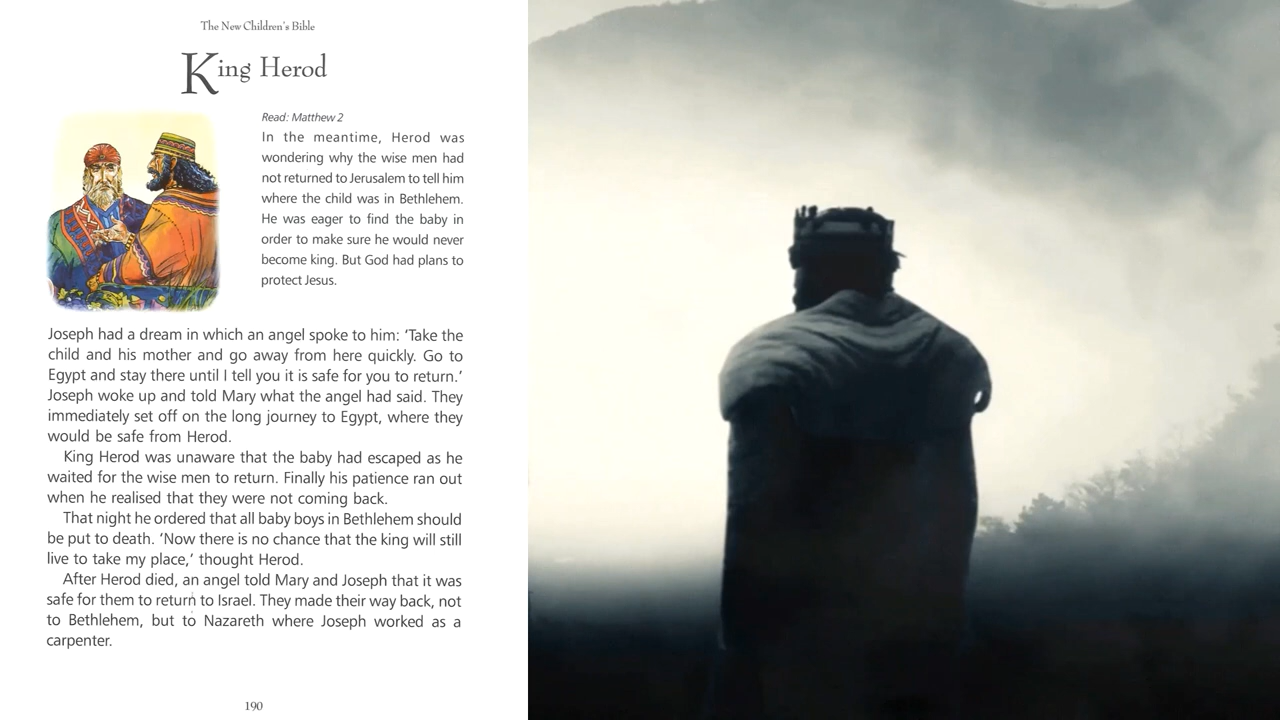 The New Children's Bible
King Herod
Read: Matthew 2
In the meantime, Herod was
wondering why the wise men had
not returned to Jerusalem to tell him
where the child was in Bethlehem.
He was eager to find the baby in
order to make sure he would never
become king. But God had plans to
protect Jesus.
Joseph had a dream in which an angel spoke to him: ‘Take the
child and his mother and go away from here quickly. Go to
Egypt and stay there until I tell you it is safe for you to return.’
Joseph woke up and told Mary what the angel had said. They
immediately set off on the long journey to Egypt, where they
would be safe from Herod.
King Herod was unaware that the baby had escaped as he
waited for the wise men to return. Finally his patience ran out
when he realised that they were not coming back.
That night he ordered that all baby boys in Bethlehem should
be put to death. ‘Now there is no chance that the king will still
live to take my place,’ thought Herod.
After Herod died, an angel told Mary and Joseph that it was
safe for them to return to Israel. They made their way back, not
to Bethlehem, but to Nazareth where Joseph worked as a
carpenter.
190